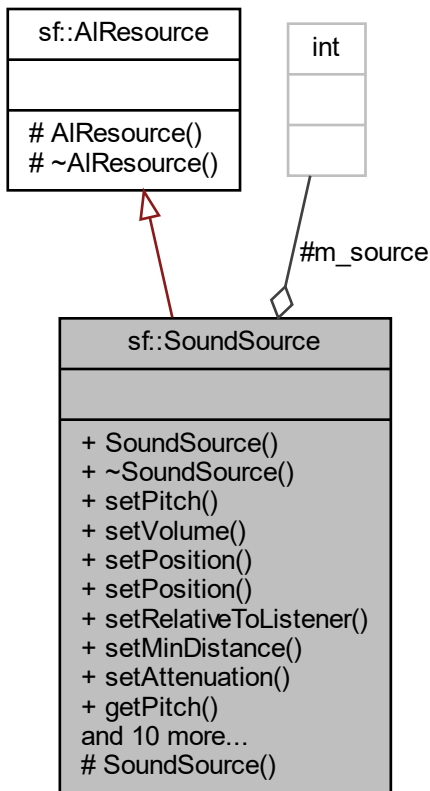 sf::AlResource
# AlResource()
# ~AlResource()
int
#m_source
sf::SoundSource
+ SoundSource()
+ ~SoundSource()
+ setPitch()
+ setVolume()
+ setPosition()
+ setPosition()
+ setRelativeToListener()
+ setMinDistance()
+ setAttenuation()
+ getPitch()
and 10 more...
# SoundSource()